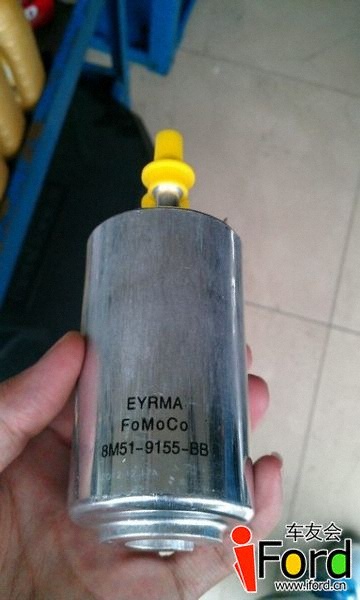 EYRMA
FoMoCo
8M51-9155-BB
车友会
iFord
www.iford.cn